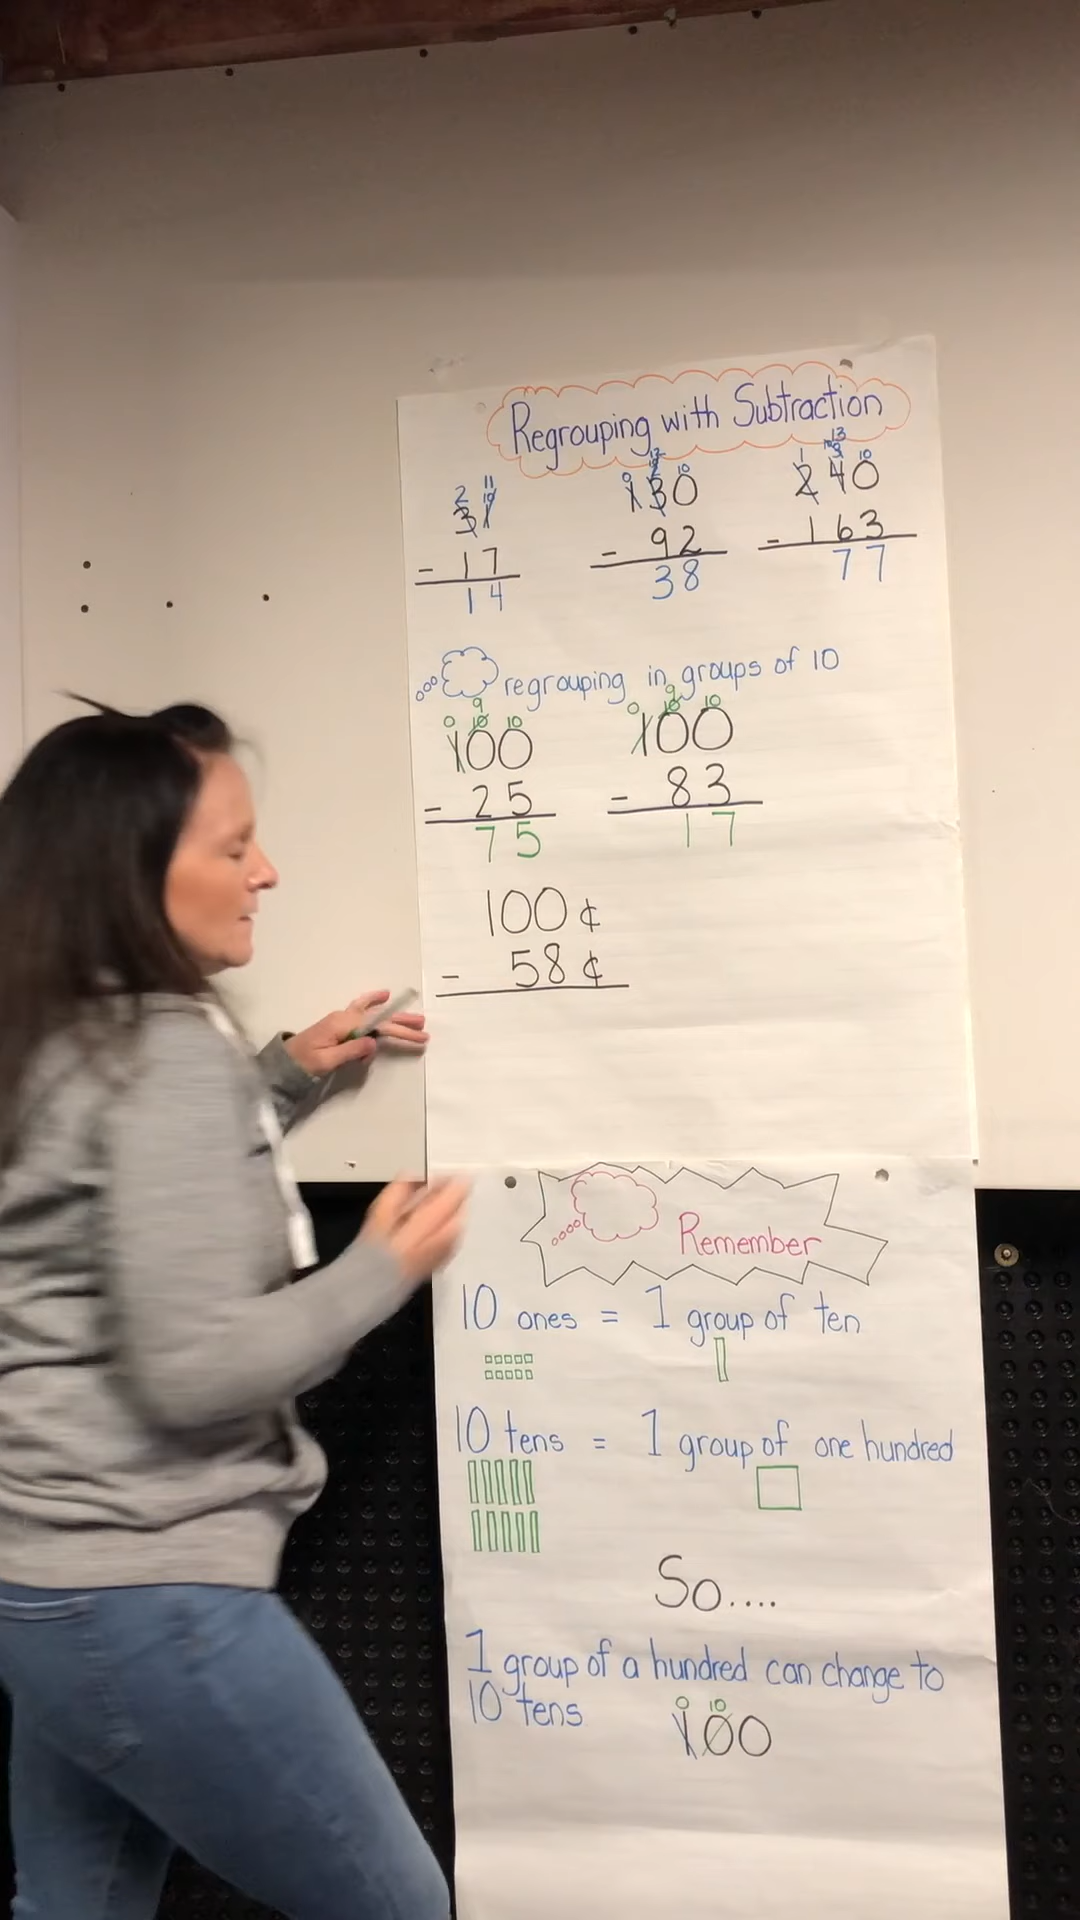 Regrouping with Subtraction
2 11 10
31
- 17
14
0 12 10
130
- 92
38
1 13 10
240
- 163
77
regrouping in groups of 10
9
0 10 10
100
- 25
75
9
0 10 10
100
- 83
17
100¢
- 58¢
Remember
10 ones = 1 group of ten
10 tens = 1 group of one hundred
So....
1 group of a hundred can change to
10 tens
0 10
100